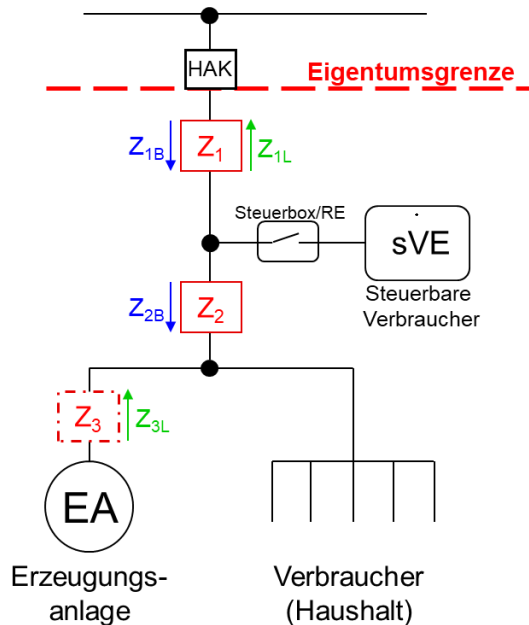 HAK
Eigentumsgrenze
Z1B
Z1
Z1L
Steuerbox/RE
sVE
Steuerbare
Verbraucher
Z2B
Z2
Z3
Z3L
EA
Erzeugungs-
anlage
Verbraucher
(Haushalt)